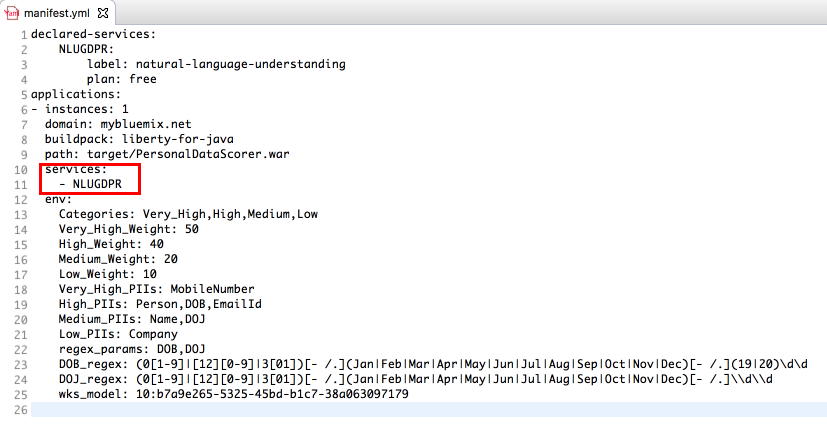 manifest.yml
1 declared-services:
2     NLUGDPR:
3         label: natural-language-understanding
4         plan: free
5 applications:
6 - instances: 1
7   domain: mybluemix.net
8   buildpack: liberty-for-java
9   path: target/PersonalDataScorer.war
10   services:
11     - NLUGDPR
12   env:
13     Categories: Very_High,High,Medium,Low
14     Very_High_Weight: 50
15     High_Weight: 40
16     Medium_Weight: 20
17     Low_Weight: 10
18     Very_High_PIIs: MobileNumber
19     High_PIIs: Person,DOB,EmailId
20     Medium_PIIs: Name,DOJ
21     Low_PIIs: Company
22     regex_params: DOB,DOJ
23     DOB_regex: (0[1-9]|[12][0-9]|3[01])[- /.](Jan|Feb|Mar|Apr|May|Jun|Jul|Aug|Sep|Oct|Nov|Dec)[- /.](19|20)\d\d
24     DOJ_regex: (0[1-9]|[12][0-9]|3[01])[- /.](Jan|Feb|Mar|Apr|May|Jun|Jul|Aug|Sep|Oct|Nov|Dec)[- /.]\\d\\d
25     wks_model: 10:b7a9e265-5325-45bd-b1c7-38a063097179
26